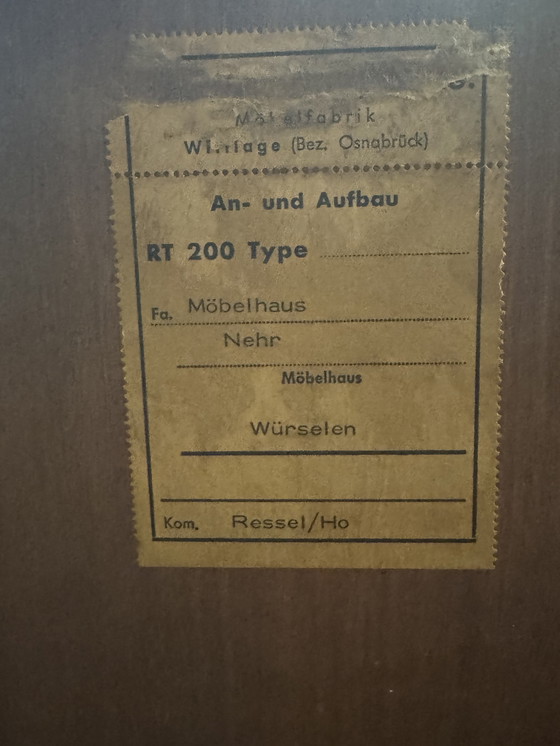 Möbelfabrik
(Bez. Osnabrück)
An- und Aufbau
RT 200 Type
Fa. Möbelhaus
Nehr
Möbelhaus
Würselen
Kom. Ressel/Ho